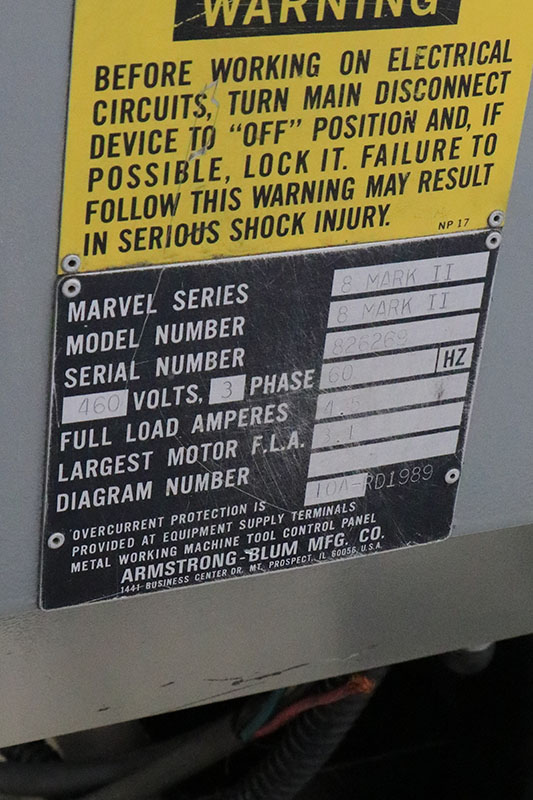 WARNING
BEFORE WORKING ON ELECTRICAL
CIRCUITS, TURN MAIN DISCONNECT
DEVICE TO "OFF" POSITION AND, IF
POSSIBLE, LOCK IT. FAILURE TO
FOLLOW THIS WARNING MAY RESULT
IN SERIOUS SHOCK INJURY.
NP 17
MARVEL SERIES 8 MARK II
MODEL NUMBER 8 MARK II
SERIAL NUMBER 826269
460 VOLTS, 3 PHASE 60 HZ
FULL LOAD AMPERES
LARGEST MOTOR F.L.A. 3.1
DIAGRAM NUMBER 10A-RD1989
OVERCURRENT PROTECTION IS
PROVIDED AT EQUIPMENT SUPPLY TERMINALS
METAL WORKING MACHINE TOOL CONTROL PANEL
ARMSTRONG-BLUM MFG. CO.
1441 BUSINESS CENTER DR. MT. PROSPECT, IL 60056 U.S.A.